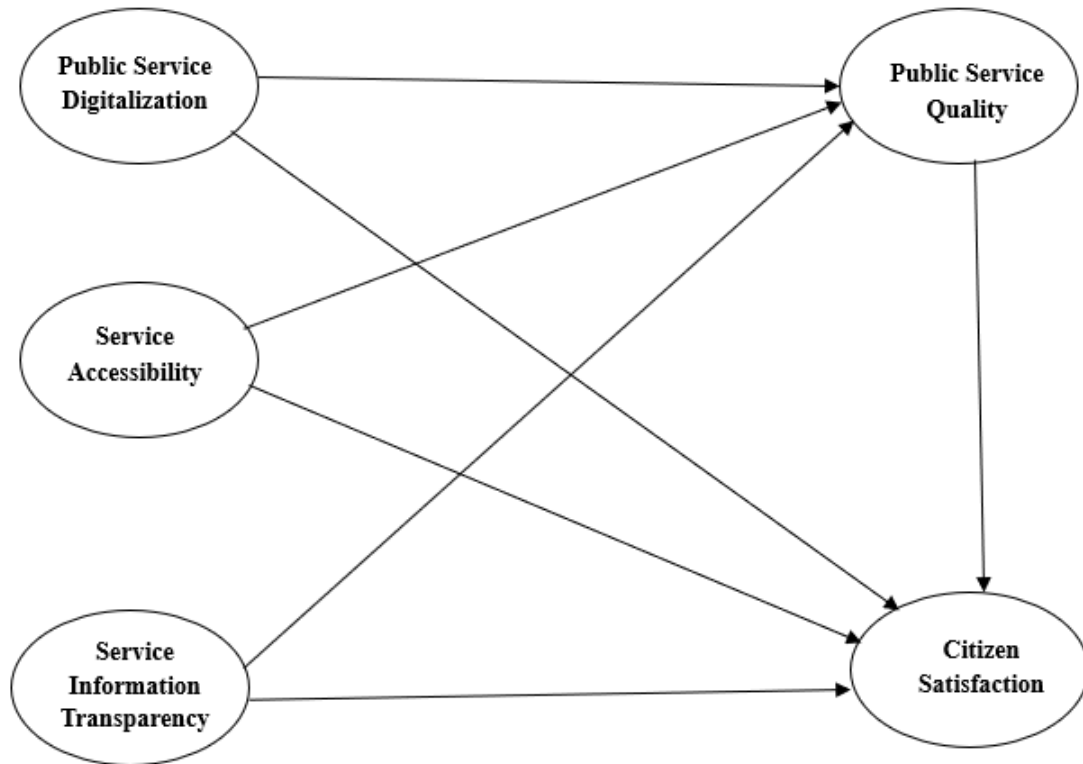 Public Service
Digitalization
Public Service
Quality
Service
Accessibility
Service
Information
Transparency
Citizen
Satisfaction